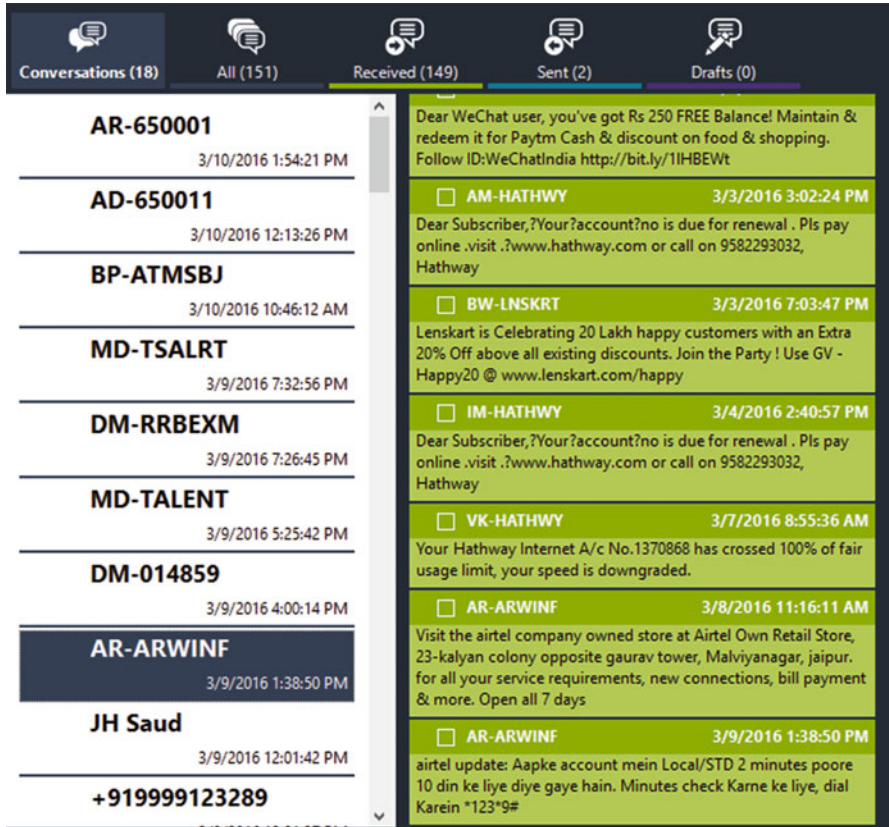 Conversations (18)
All (151)
Received (149)
Sent (2)
Drafts (0)
AR-650001
3/10/2016 1:54:21 PM
AD-650011
3/10/2016 12:13:26 PM
BP-ATMSBJ
3/10/2016 10:46:12 AM
MD-TSALRT
3/9/2016 7:32:56 PM
DM-RRBEXM
3/9/2016 7:26:45 PM
MD-TALENT
3/9/2016 5:25:42 PM
DM-014859
3/9/2016 4:00:14 PM
AR-ARWINF
3/9/2016 1:38:50 PM
JH Saud
3/9/2016 12:01:42 PM
+919999123289
Dear WeChat user, you've got Rs 250 FREE Balance! Maintain &
redeem it for Paytm Cash & discount on food & shopping.
Follow ID:WeChatIndia http://bit.ly/1IHBEWt
AM-HATHWY 3/3/2016 3:02:24 PM
Dear Subscriber,?Your?account?no is due for renewal . Pls pay
online .visit .?www.hathway.com or call on 9582293032,
Hathway
BW-LNSKRT 3/3/2016 7:03:47 PM
Lenskart is Celebrating 20 Lakh happy customers with an Extra
20% Off above all existing discounts. Join the Party ! Use GV -
Happy20 @ www.lenskart.com/happy
IM-HATHWY 3/4/2016 2:40:57 PM
Dear Subscriber,?Your?account?no is due for renewal . Pls pay
online .visit .?www.hathway.com or call on 9582293032,
Hathway
VK-HATHWY 3/7/2016 8:55:36 AM
Your Hathway Internet A/c No.1370868 has crossed 100% of fair
usage limit, your speed is downgraded.
AR-ARWINF 3/8/2016 11:16:11 AM
Visit the airtel company owned store at Airtel Own Retail Store,
23-kalyan colony opposite gaurav tower, Malviyanagar, jaipur.
for all your service requirements, new connections, bill payment
& more. Open all 7 days
AR-ARWINF 3/9/2016 1:38:50 PM
airtel update: Aapke account mein Local/STD 2 minutes poore
10 din ke liye diye gaye hain. Minutes check Karne ke liye, dial
Karein *123*9#